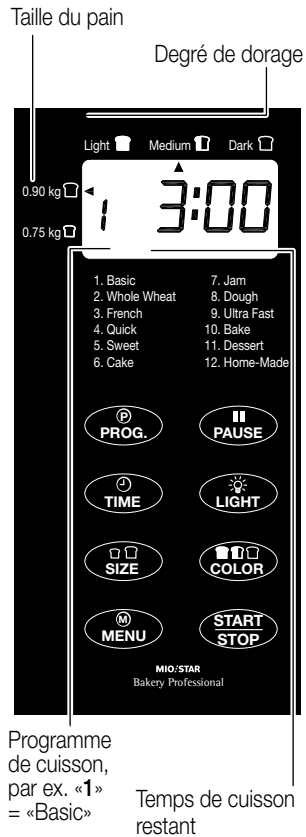 Taille du pain
Degré de dorage
Light Medium Dark
0.90 kg
1 3:00
0.75 kg
1. Basic
2. Whole Wheat
3. French
4. Quick
5. Sweet
6. Cake
7. Jam
8. Dough
9. Ultra Fast
10. Bake
11. Dessert
12. Home-Made
P
PROG.
PAUSE
TIME
LIGHT
SIZE
COLOR
M
MENU
START
STOP
MIO:STAR
Bakery Professional
Programme
de cuisson,
par ex. «1»
= «Basic»
Temps de cuisson
restant